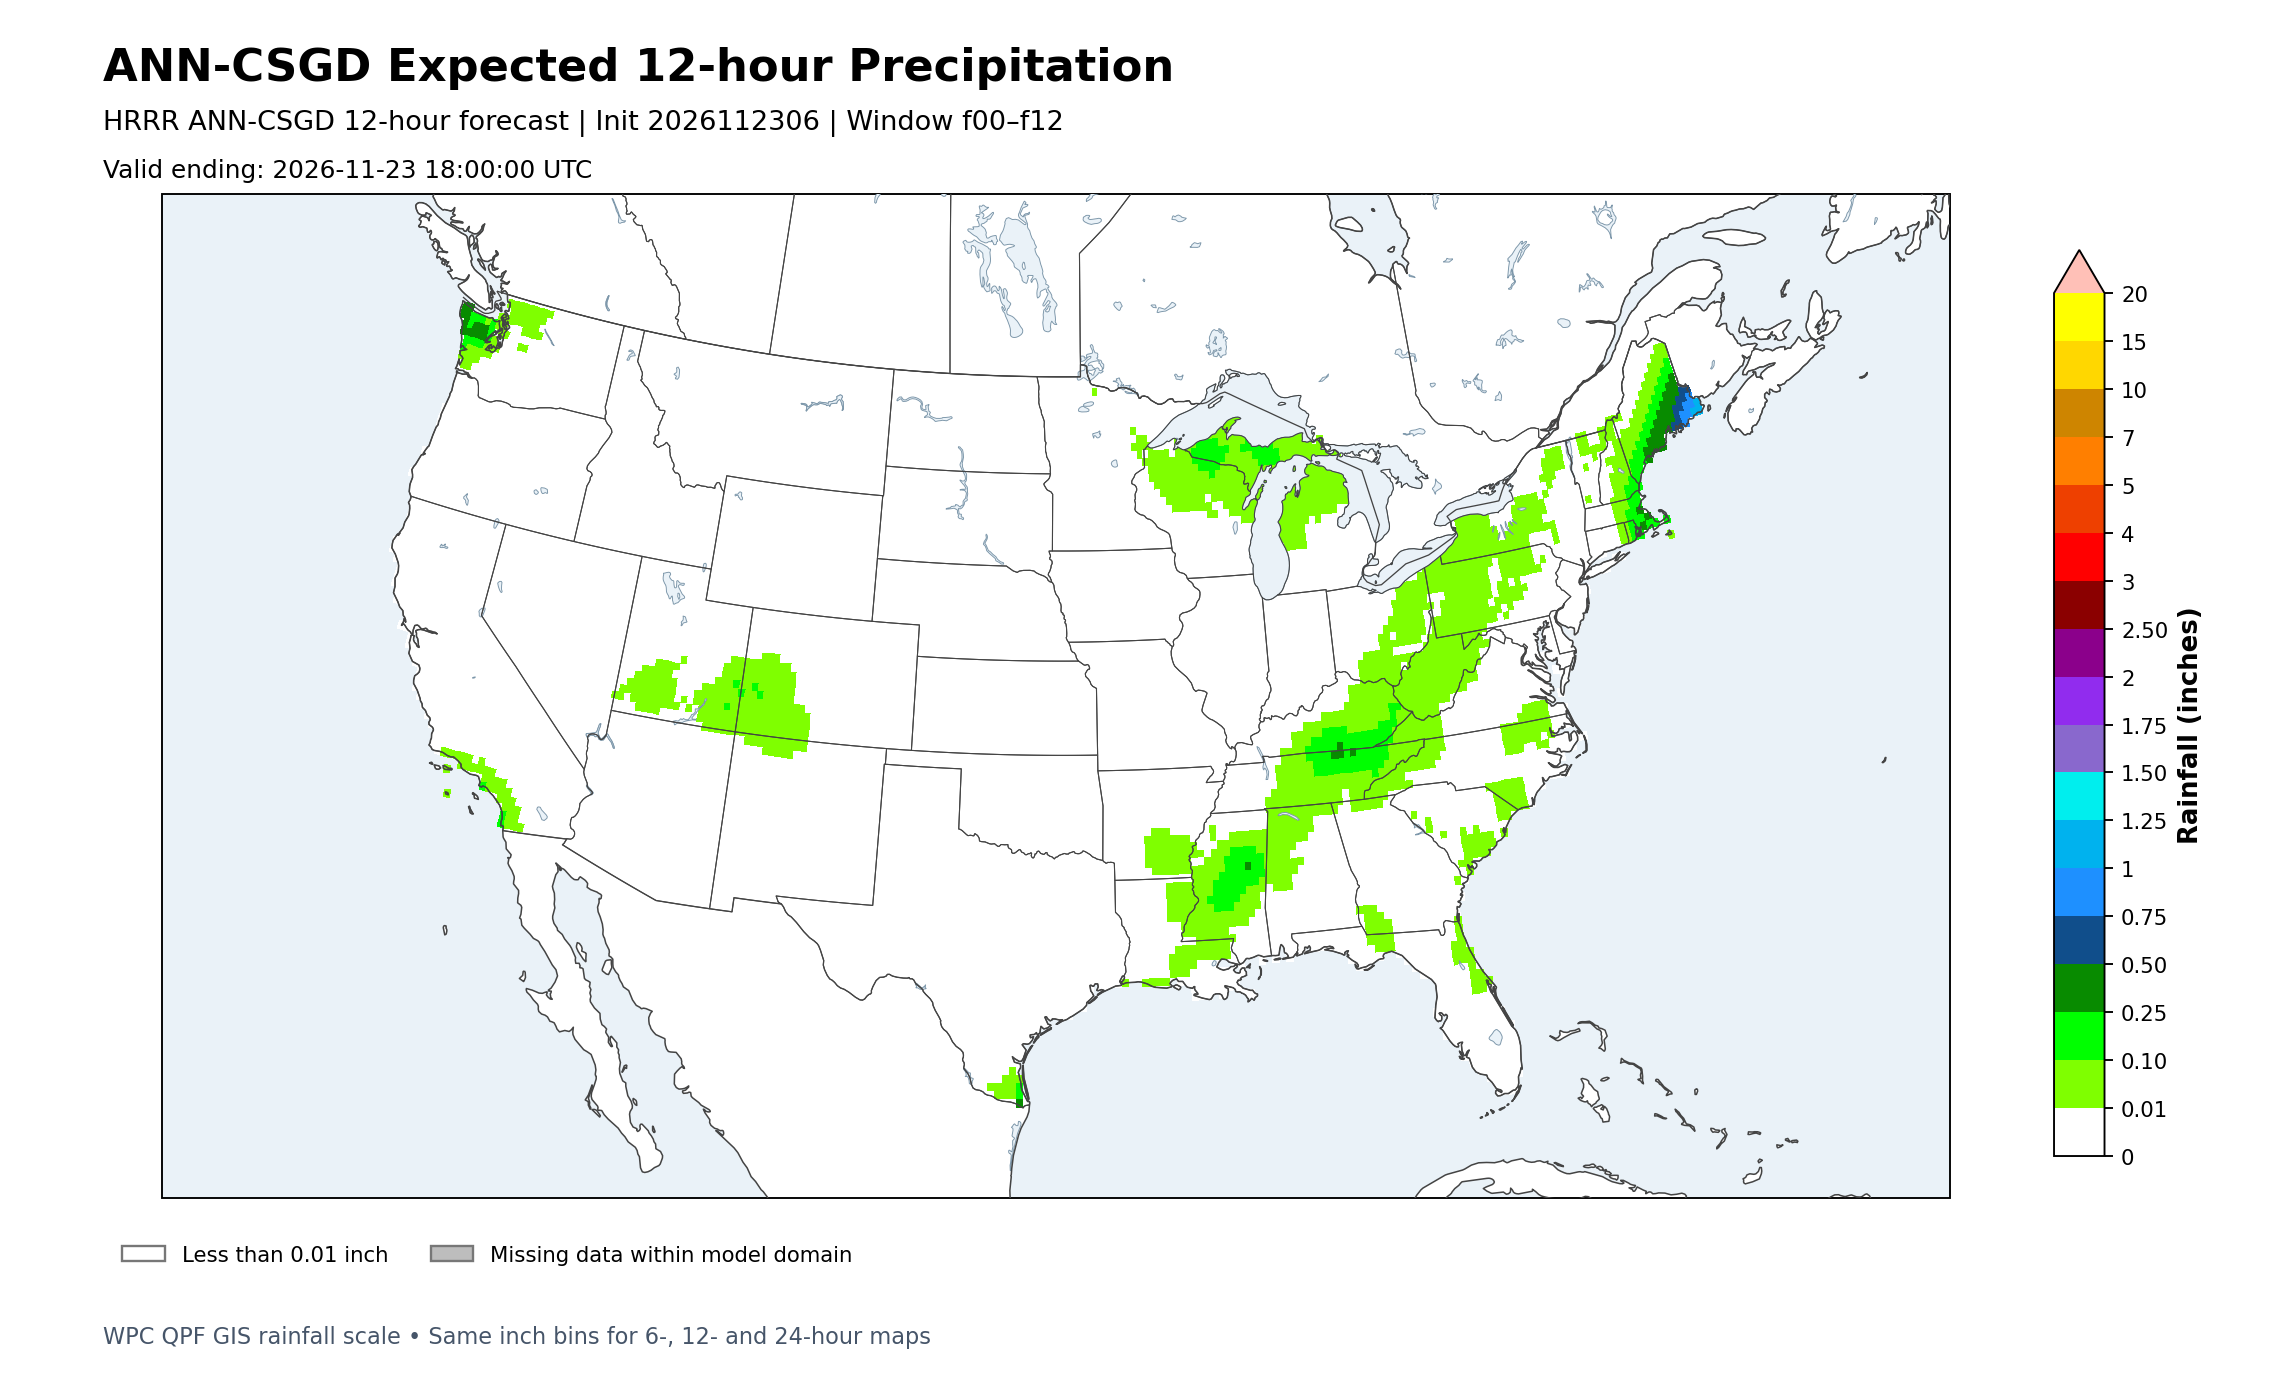 ANN-CSGD Expected 12-hour Precipitation
HRRR ANN-CSGD 12-hour forecast | Init 2026112306 | Window f00–f12
Valid ending: 2026-11-23 18:00:00 UTC
20
15
10
7
5
4
3
2.50
2
1.75
1.50
1.25
1
0.75
0.50
0.25
0.10
0.01
0
Rainfall (inches)
Less than 0.01 inch
Missing data within model domain
WPC QPF GIS rainfall scale • Same inch bins for 6-, 12- and 24-hour maps